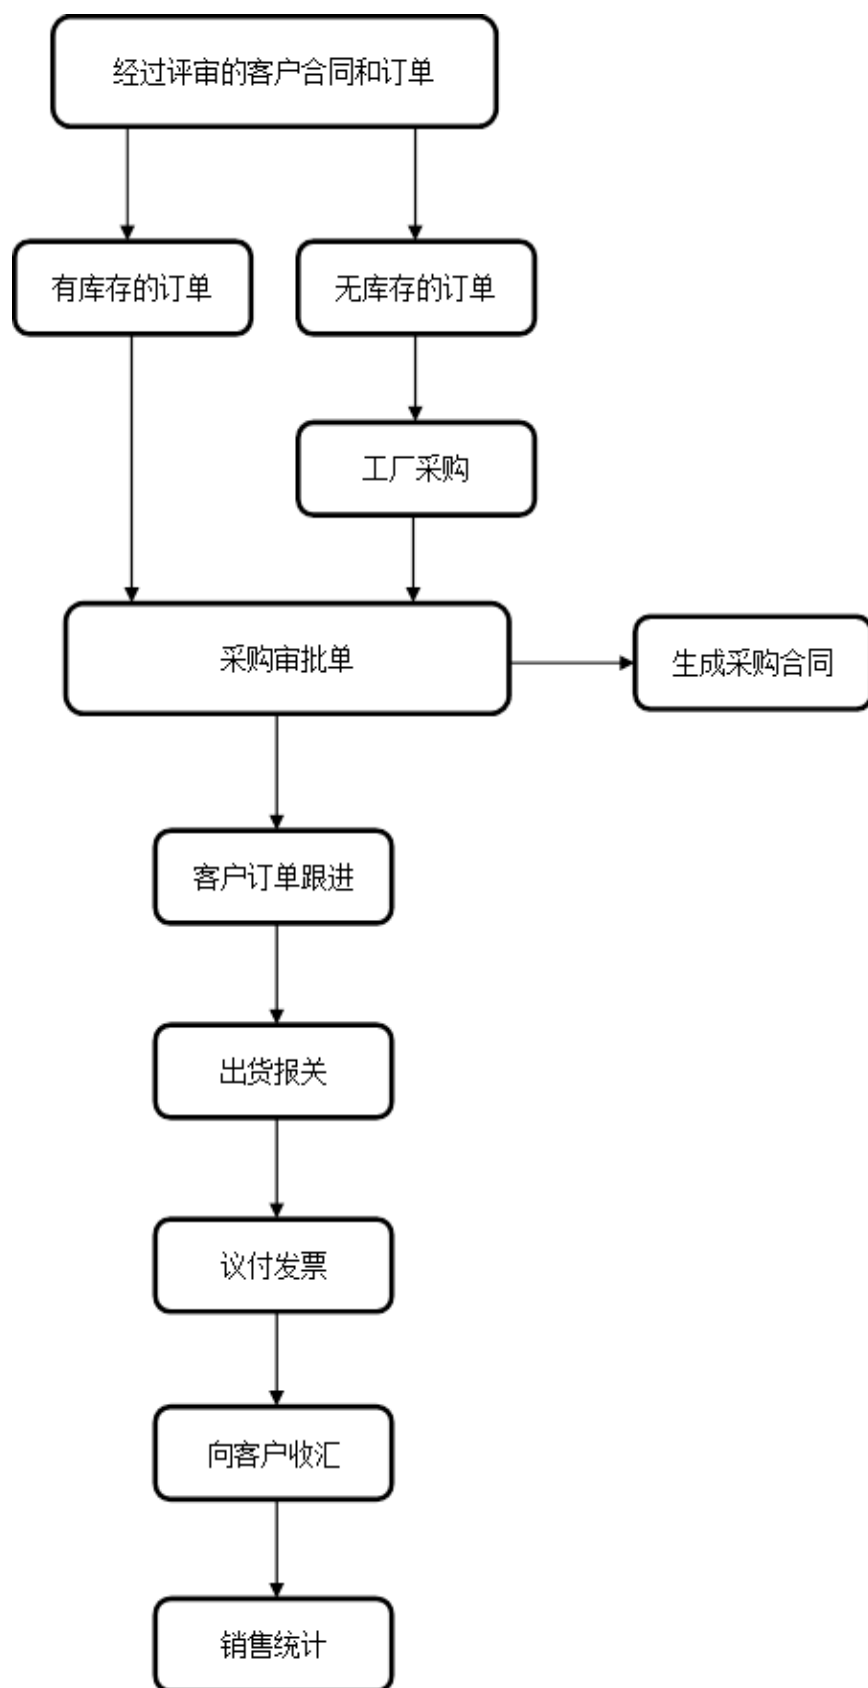 经过评审的客户合同和订单
有库存的订单
无库存的订单
工厂采购
采购审批单
生成采购合同
客户订单跟进
出货报关
议付发票
向客户收汇
销售统计